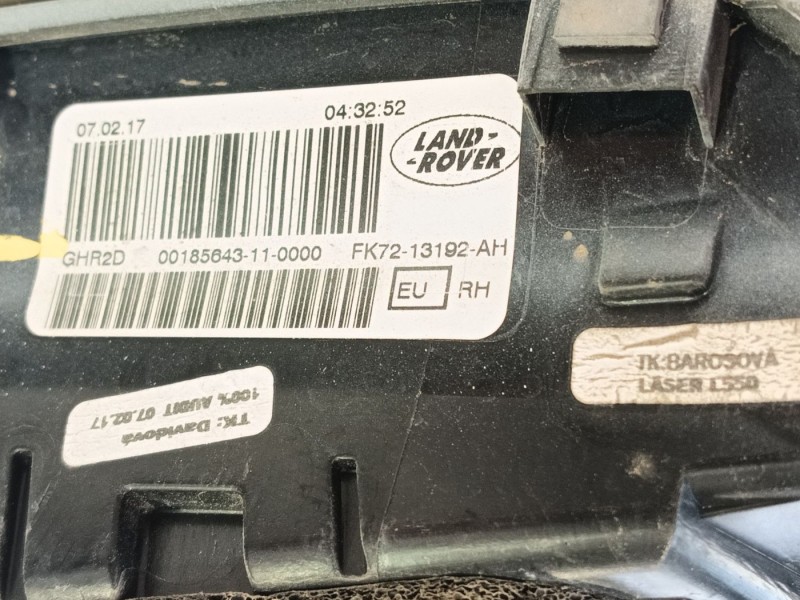 07.02.17 04:32:52
LAND-
-ROVER
GHR2D 00185643-11-0000 FK72-13192-AH
EU RH
TK:BAROSOVÁ
LASER L550
TK: Davidová
100% AUDIT 07.02.17